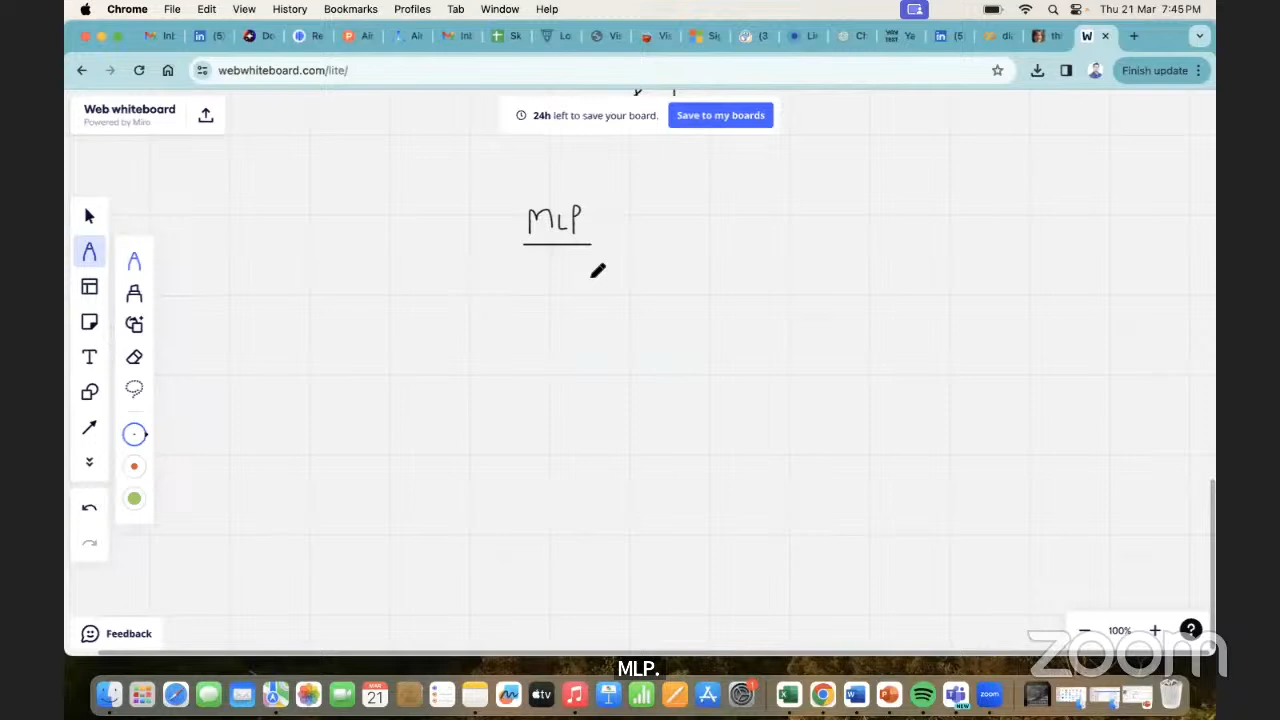 Chrome File Edit View History Bookmarks Profiles Tab Window Help Thu 21 Mar 7:45 PM
webwhiteboard.com/lite/ Finish update
Web whiteboard
Powered by Miro
24h left to save your board. Save to my boards
MLP
T
Feedback
100%
MLP.
zoom